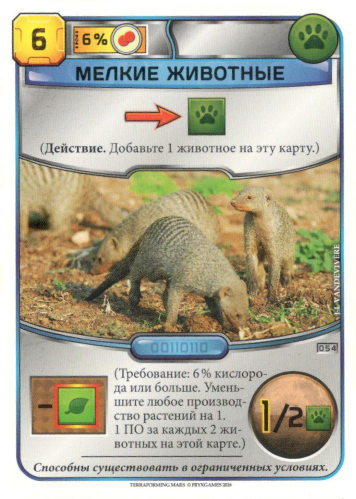 6
6%
МЕЛКИЕ ЖИВОТНЫЕ
(Действие. Добавьте 1 животное на эту карту.)
J-L VANDEVIVERE
00110110
054
(Требование: 6% кислоро-
да или больше. Умень-
шите любое производ-
ство растений на 1.
1 ПО за каждых 2 жи-
вотных на этой карте.)
-
1/2
Способны существовать в ограниченных условиях.
TERRAFORMING MARS © FRYXGAMES 2016